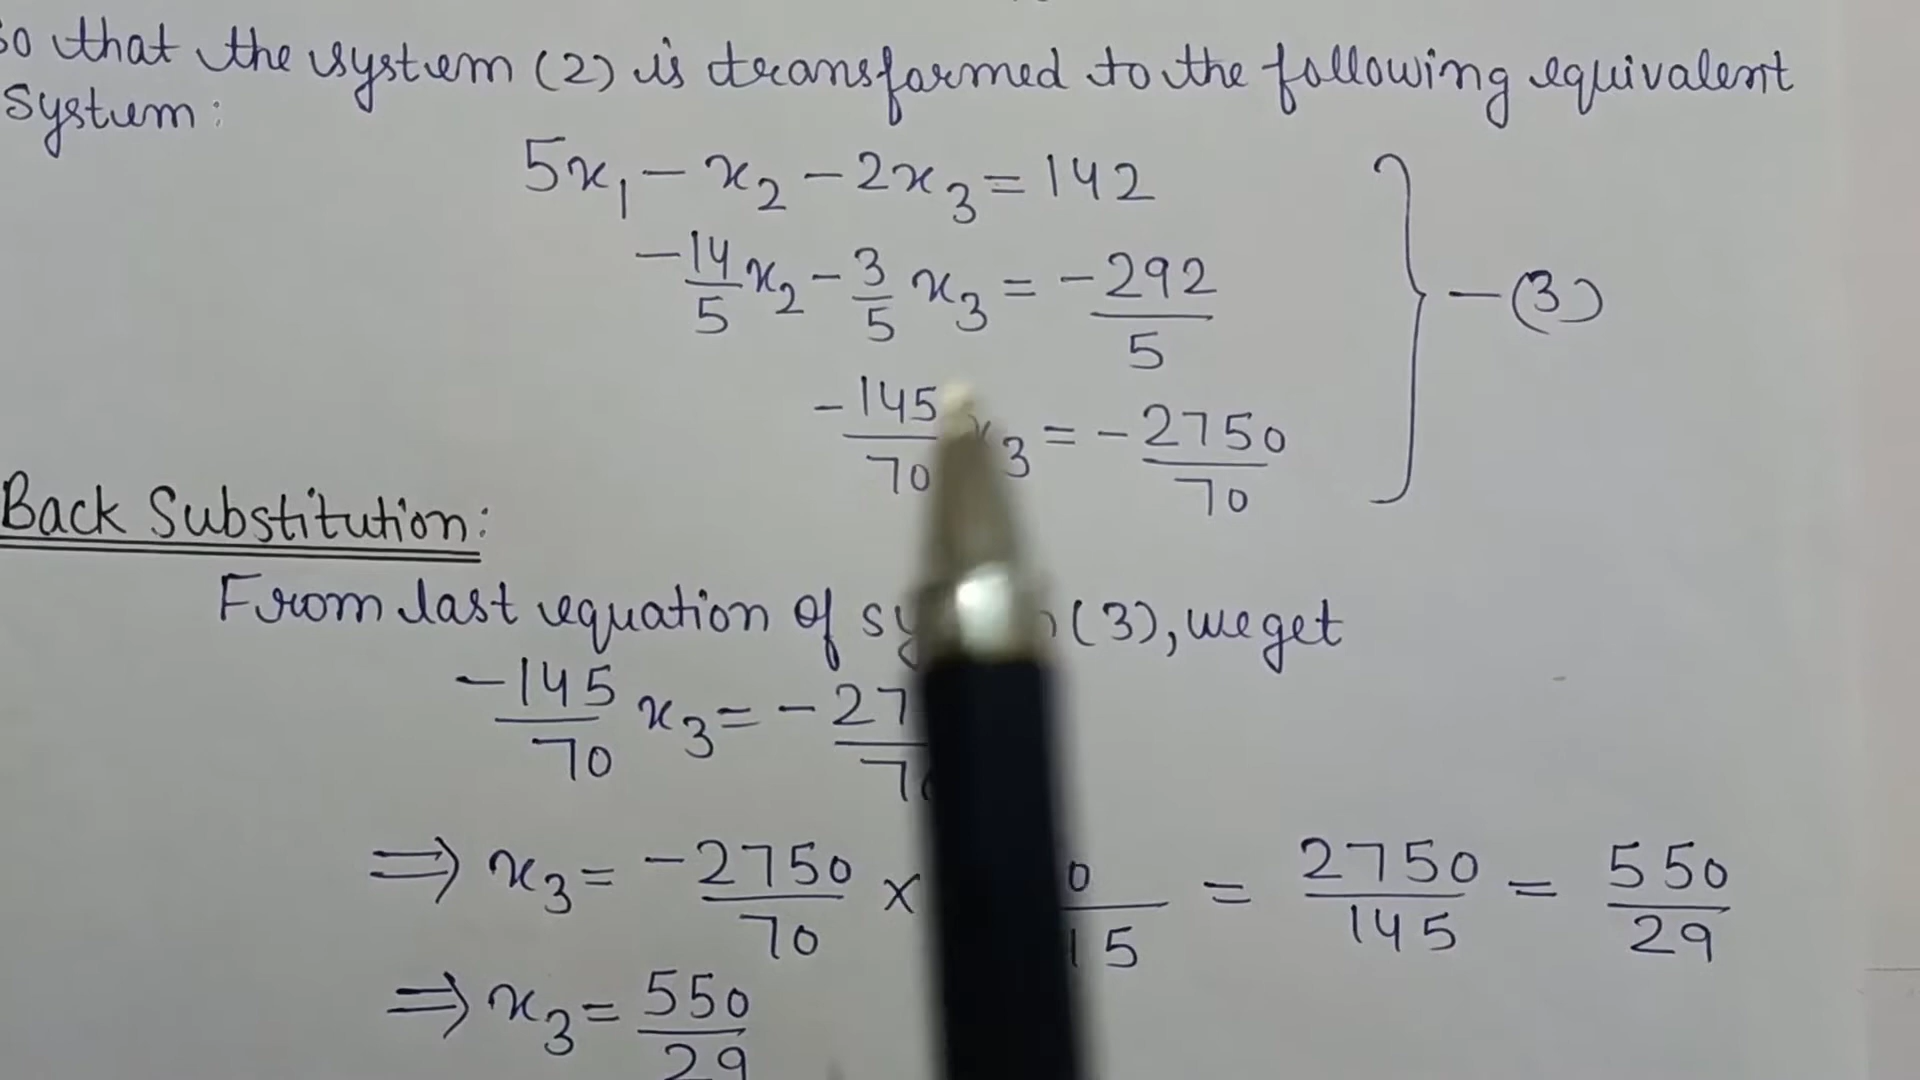 so that the system (2) is transformed to the following equivalent
System:
5x₁ - x₂ - 2x₃ = 142
-14/5 x₂ - 3/5 x₃ = -292/5 } -(3)
-145/70 x₃ = -2750/70
Back Substitution:
From last equation of (3), we get
-145/70 x₃ = -27
⇒ x₃ = -2750/70 × = 2750/145 = 550/29
⇒ x₃ = 550/29